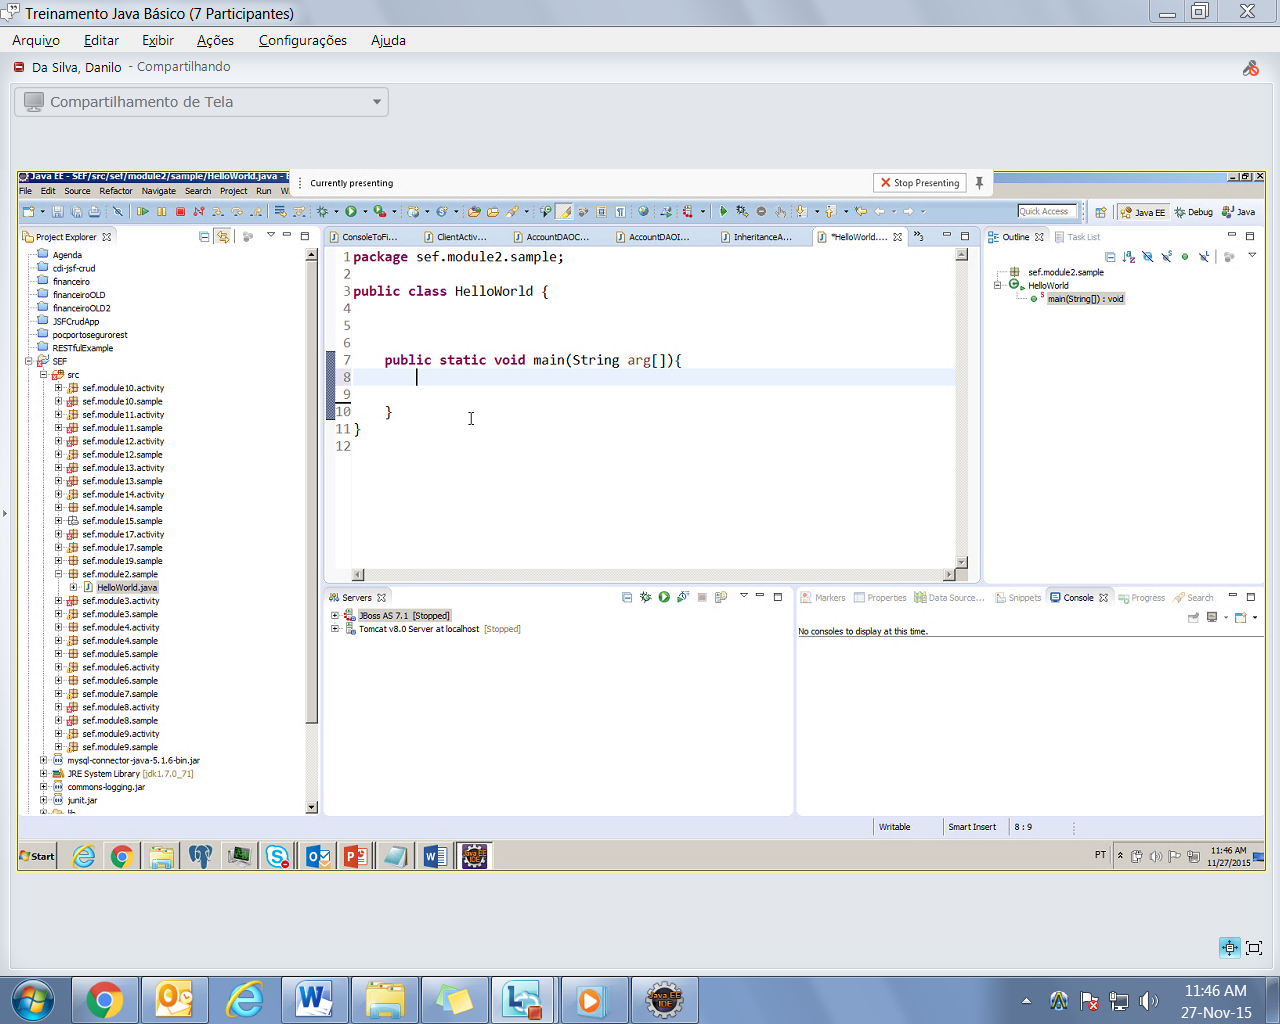 Treinamento Java Básico (7 Participantes)
Arquivo Editar Exibir Ações Configurações Ajuda
Da Silva, Danilo - Compartilhando
Compartilhamento de Tela
Java EE - SEF/src/sef/module2/sample/HelloWorld.java -
File Edit Source Refactor Navigate Search Project Run
Currently presenting
Stop Presenting
Quick Access
Java EE
Debug
Java
Project Explorer
Agenda
cdi-jsf-crud
financeiro
financeiroOLD
financeiroOLD2
JSFCrudApp
pocportosegurorest
RESTfulExample
SEF
src
sef.module10.activity
sef.module10.sample
sef.module11.activity
sef.module11.sample
sef.module12.activity
sef.module12.sample
sef.module13.activity
sef.module13.sample
sef.module14.activity
sef.module14.sample
sef.module15.sample
sef.module17.activity
sef.module17.sample
sef.module19.sample
sef.module2.sample
HelloWorld.java
sef.module3.activity
sef.module3.sample
sef.module4.activity
sef.module4.sample
sef.module5.sample
sef.module6.activity
sef.module6.sample
sef.module7.sample
sef.module8.activity
sef.module8.sample
sef.module9.activity
sef.module9.sample
mysql-connector-java-5.1.6-bin.jar
JRE System Library [jdk1.7.0_71]
commons-logging.jar
junit.jar
ConsoleToFi... ClientActiv... AccountDAOC... AccountDAOI... InheritanceA... *HelloWorld.... »3
1 package sef.module2.sample;
2
3 public class HelloWorld {
4
5
6
7 public static void main(String arg[]){
8
9
10 }
11 }
12
Outline Task List
sef.module2.sample
HelloWorld
main(String[]) : void
Servers
JBoss AS 7.1 [Stopped]
Tomcat v8.0 Server at localhost [Stopped]
Markers Properties Data Source... Snippets Console Progress Search
No consoles to display at this time.
Writable Smart Insert 8 : 9
Start
PT
11:46 AM
11/27/2015
11:46 AM
27-Nov-15